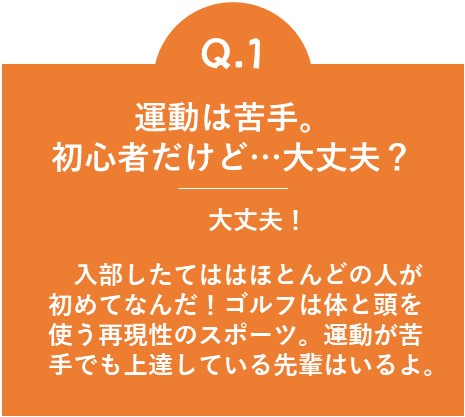 Q.1
運動は苦手。
初心者だけど…大丈夫？
大丈夫！
入部したてははほとんどの人が
初めてなんだ！ゴルフは体と頭を
使う再現性のスポーツ。運動が苦
手でも上達している先輩はいるよ。